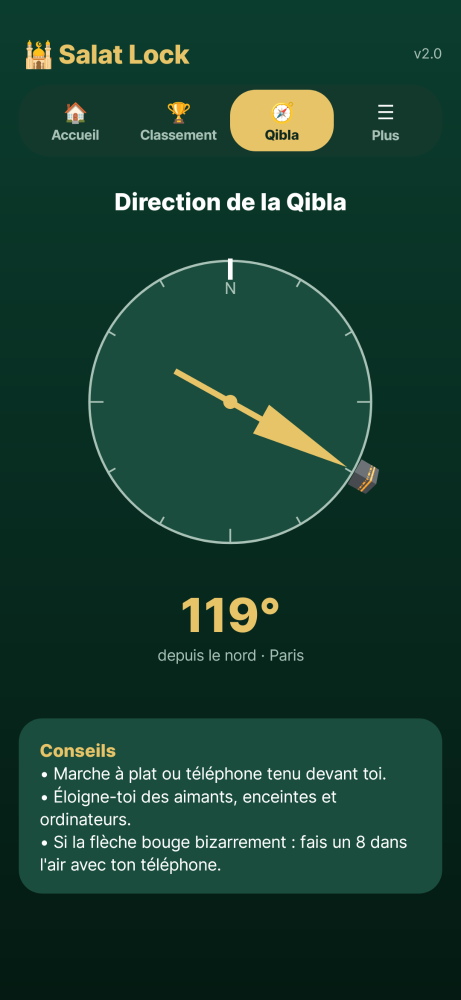 Salat Lock
v2.0
Accueil
Classement
Qibla
Plus
Direction de la Qibla
N
119°
depuis le nord · Paris
Conseils
• Marche à plat ou téléphone tenu devant toi.
• Éloigne-toi des aimants, enceintes et
ordinateurs.
• Si la flèche bouge bizarrement : fais un 8 dans
l'air avec ton téléphone.